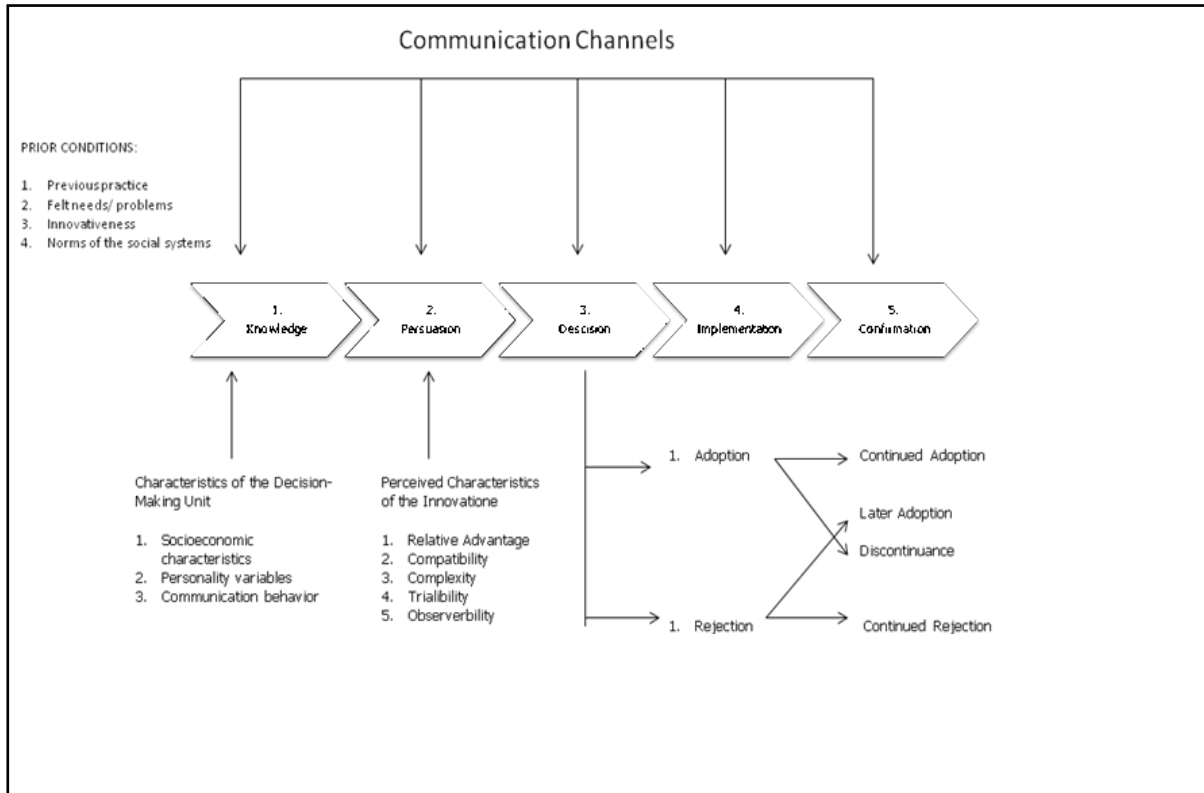 Communication Channels
PRIOR CONDITIONS:
1. Previous practice
2. Felt needs/ problems
3. Innovativeness
4. Norms of the social systems
1.
Knowledge
2.
Persuasion
3.
Descision
4.
Implementation
5.
Confirmation
Characteristics of the Decision-
Making Unit
1. Socioeconomic
characteristics
2. Personality variables
3. Communication behavior
Perceived Characteristics
of the Innovatione
1. Relative Advantage
2. Compatibility
3. Complexity
4. Trialibility
5. Observerbility
1. Adoption
1. Rejection
Continued Adoption
Later Adoption
Discontinuance
Continued Rejection